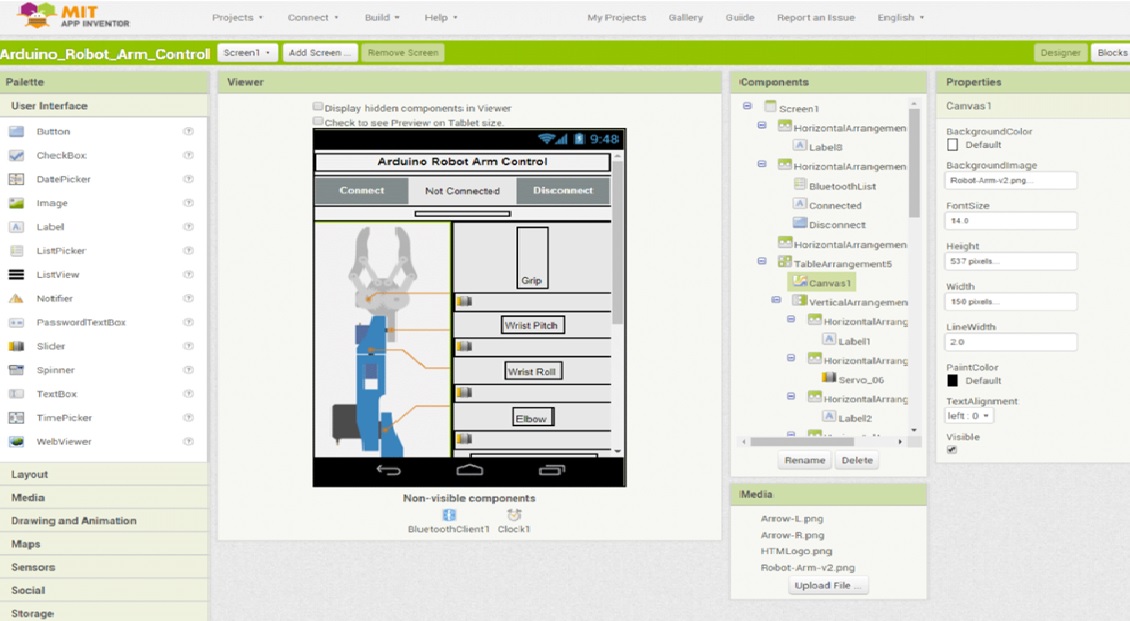 MIT
APP INVENTOR
Projects
Connect
Build
Help
My Projects
Gallery
Guide
Report an Issue
English
Arduino_Robot_Arm_Control
Screen1
Add Screen ...
Remove Screen
Designer
Blocks
Palette
User Interface
Button
CheckBox
DatePicker
Image
Label
ListPicker
ListView
Notifier
PasswordTextBox
Slider
Spinner
TextBox
TimePicker
WebViewer
Layout
Media
Drawing and Animation
Maps
Sensors
Social
Storage
Viewer
Display hidden components in Viewer
Check to see Preview on Tablet size.
9:48
Arduino Robot Arm Control
Connect
Not Connected
Disconnect
Grip
Wrist Pitch
Wrist Roll
Elbow
Non-visible components
BluetoothClient1
Clock1
Components
Screen1
HorizontalArrangemen
Label8
HorizontalArrangemen
BluetoothList
Connected
Disconnect
HorizontalArrangemen
TableArrangement5
Canvas1
VerticalArrangemen
HorizontalArrang
Label1
HorizontalArrang
Servo_06
HorizontalArrang
Label2
Rename
Delete
Media
Arrow-L.png
Arrow-R.png
HTMLogo.png
Robot-Arm-v2.png
Upload File ...
Properties
Canvas1
BackgroundColor
Default
BackgroundImage
Robot-Arm-v2.png...
FontSize
14.0
Height
537 pixels...
Width
150 pixels...
LineWidth
2.0
PaintColor
Default
TextAlignment
left : 0
Visible